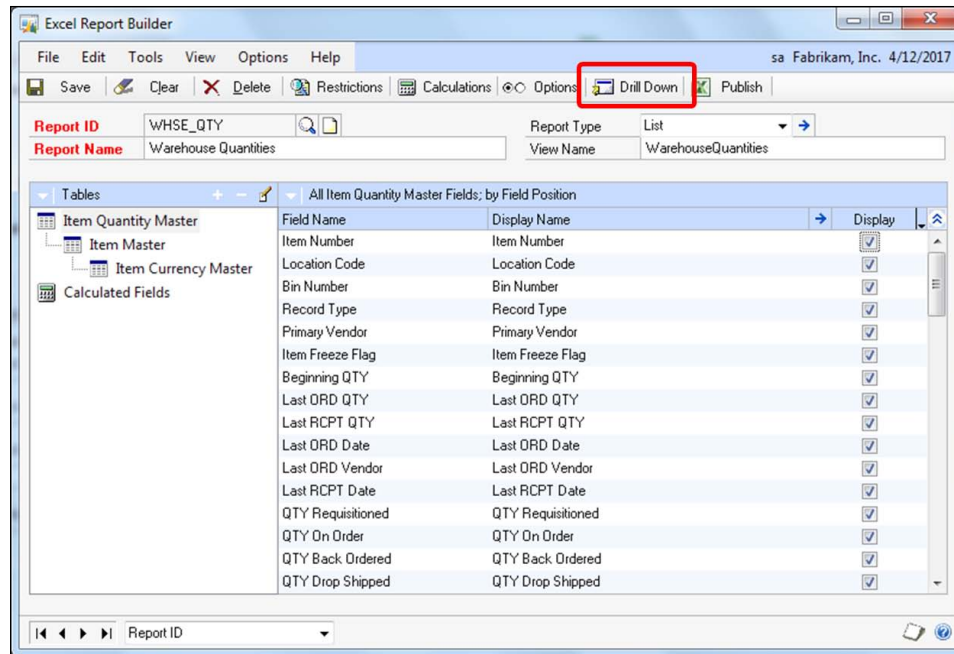 Excel Report Builder
File Edit Tools View Options Help sa Fabrikam, Inc. 4/12/2017
Save Clear Delete Restrictions Calculations Options Drill Down Publish
Report ID WHSE_QTY Report Type List
Report Name Warehouse Quantities View Name WarehouseQuantities
Tables All Item Quantity Master Fields; by Field Position
Item Quantity Master Field Name Display Name Display
Item Master Item Number Item Number
Item Currency Master Location Code Location Code
Calculated Fields Bin Number Bin Number
Record Type Record Type
Primary Vendor Primary Vendor
Item Freeze Flag Item Freeze Flag
Beginning QTY Beginning QTY
Last ORD QTY Last ORD QTY
Last RCPT QTY Last RCPT QTY
Last ORD Date Last ORD Date
Last ORD Vendor Last ORD Vendor
Last RCPT Date Last RCPT Date
QTY Requisitioned QTY Requisitioned
QTY On Order QTY On Order
QTY Back Ordered QTY Back Ordered
QTY Drop Shipped QTY Drop Shipped
Report ID